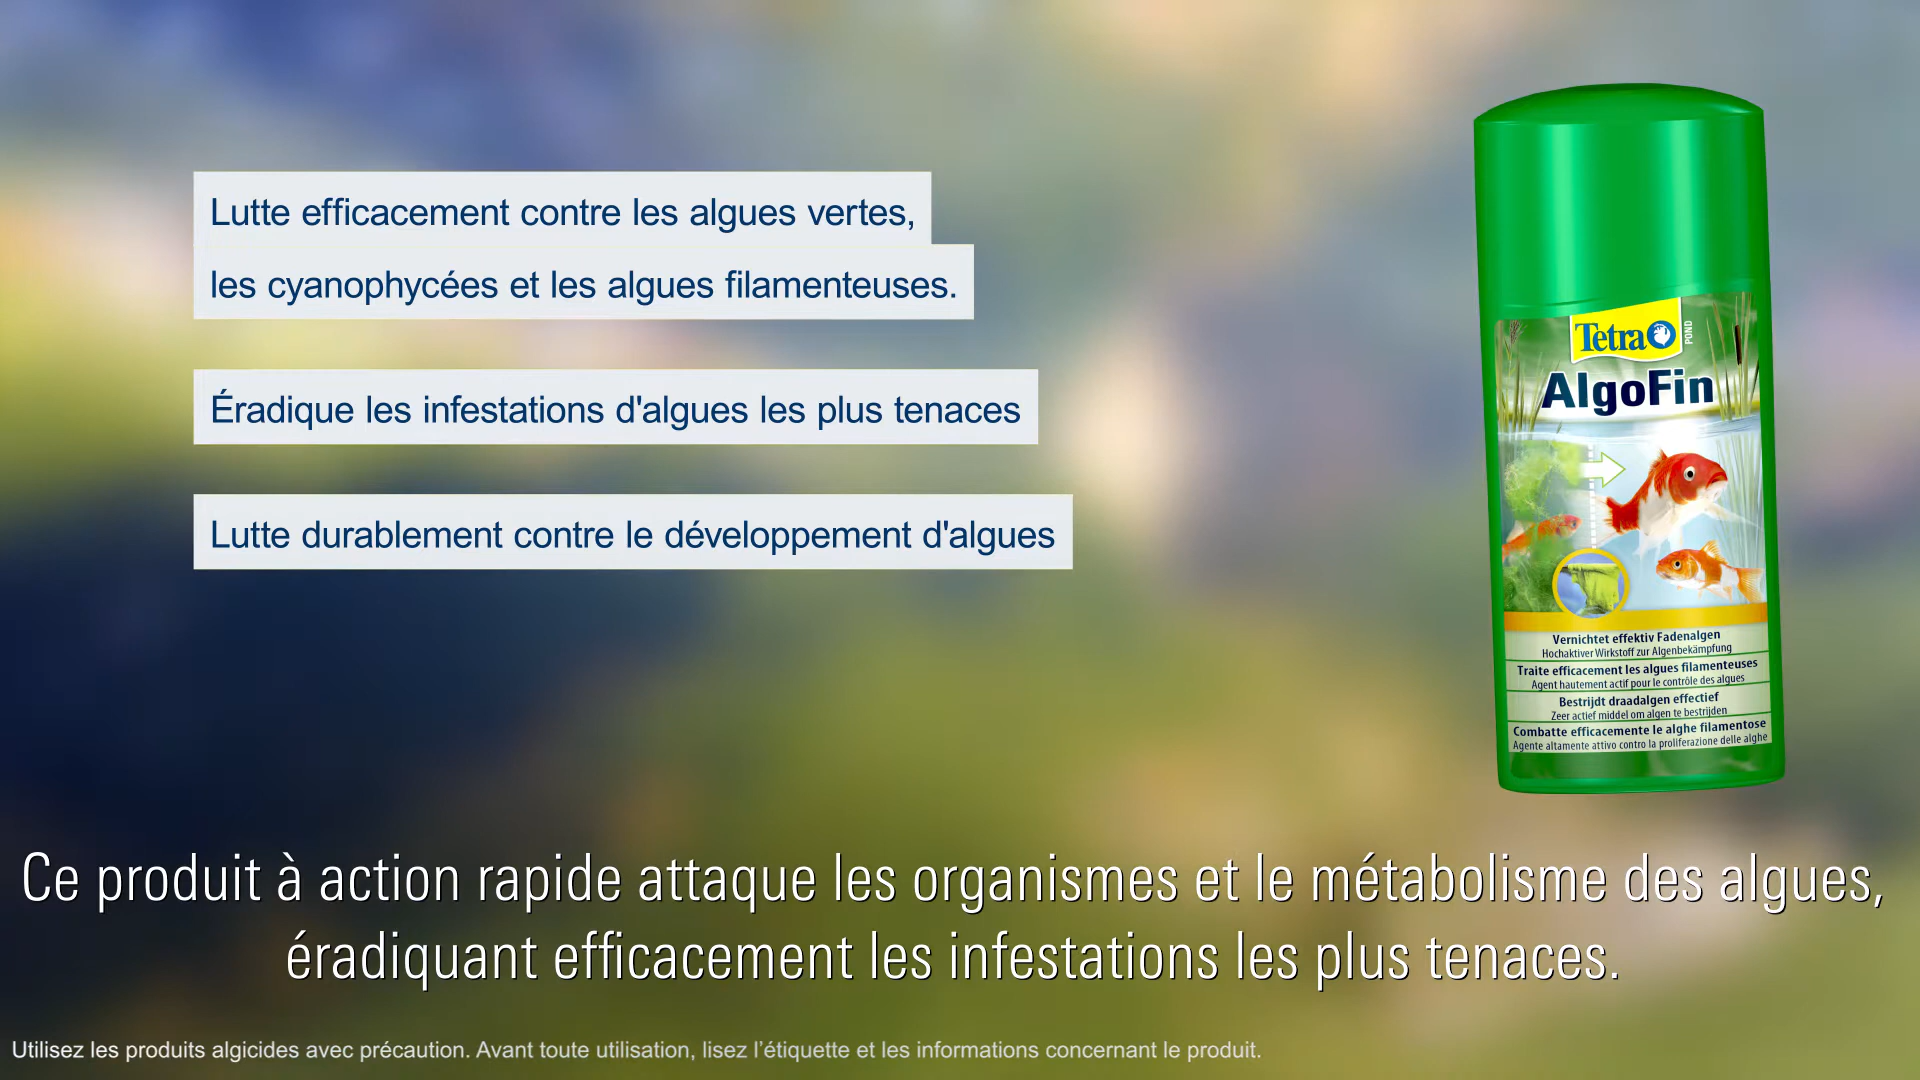 Lutte efficacement contre les algues vertes,
les cyanophycées et les algues filamenteuses.
Éradique les infestations d'algues les plus tenaces
Lutte durablement contre le développement d'algues
Tetra
POND
AlgoFin
Vernichtet effektiv Fadenalgen
Hochaktiver Wirkstoff zur Algenbekämpfung
Traite efficacement les algues filamenteuses
Agent hautement actif pour le contrôle des algues
Bestrijdt draadalgen effectief
Zeer actief middel om algen te bestrijden
Combatte efficacemente le alghe filamentose
Agente altamente attivo contro la proliferazione delle alghe
Ce produit à action rapide attaque les organismes et le métabolisme des algues,
éradiquant efficacement les infestations les plus tenaces.
Utilisez les produits algicides avec précaution. Avant toute utilisation, lisez l’étiquette et les informations concernant le produit.